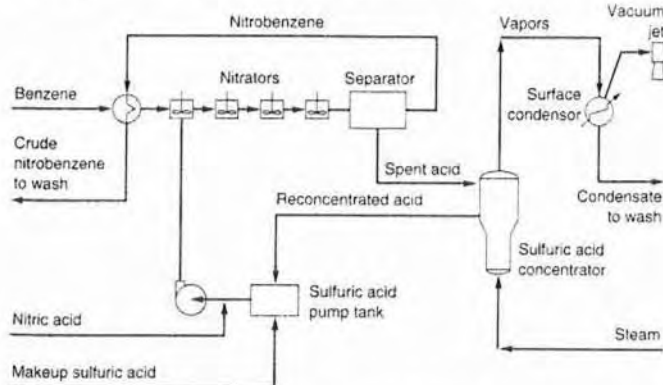 Nitrobenzene
Vapors
Vacuum
jet
Nitrators
Separator
Benzene
Surface
condensor
Crude
nitrobenzene
to wash
Spent acid
Condensate
to wash
Reconcentrated acid
Sulfuric acid
concentrator
Sulfuric acid
pump tank
Nitric acid
Steam
Makeup sulfuric acid